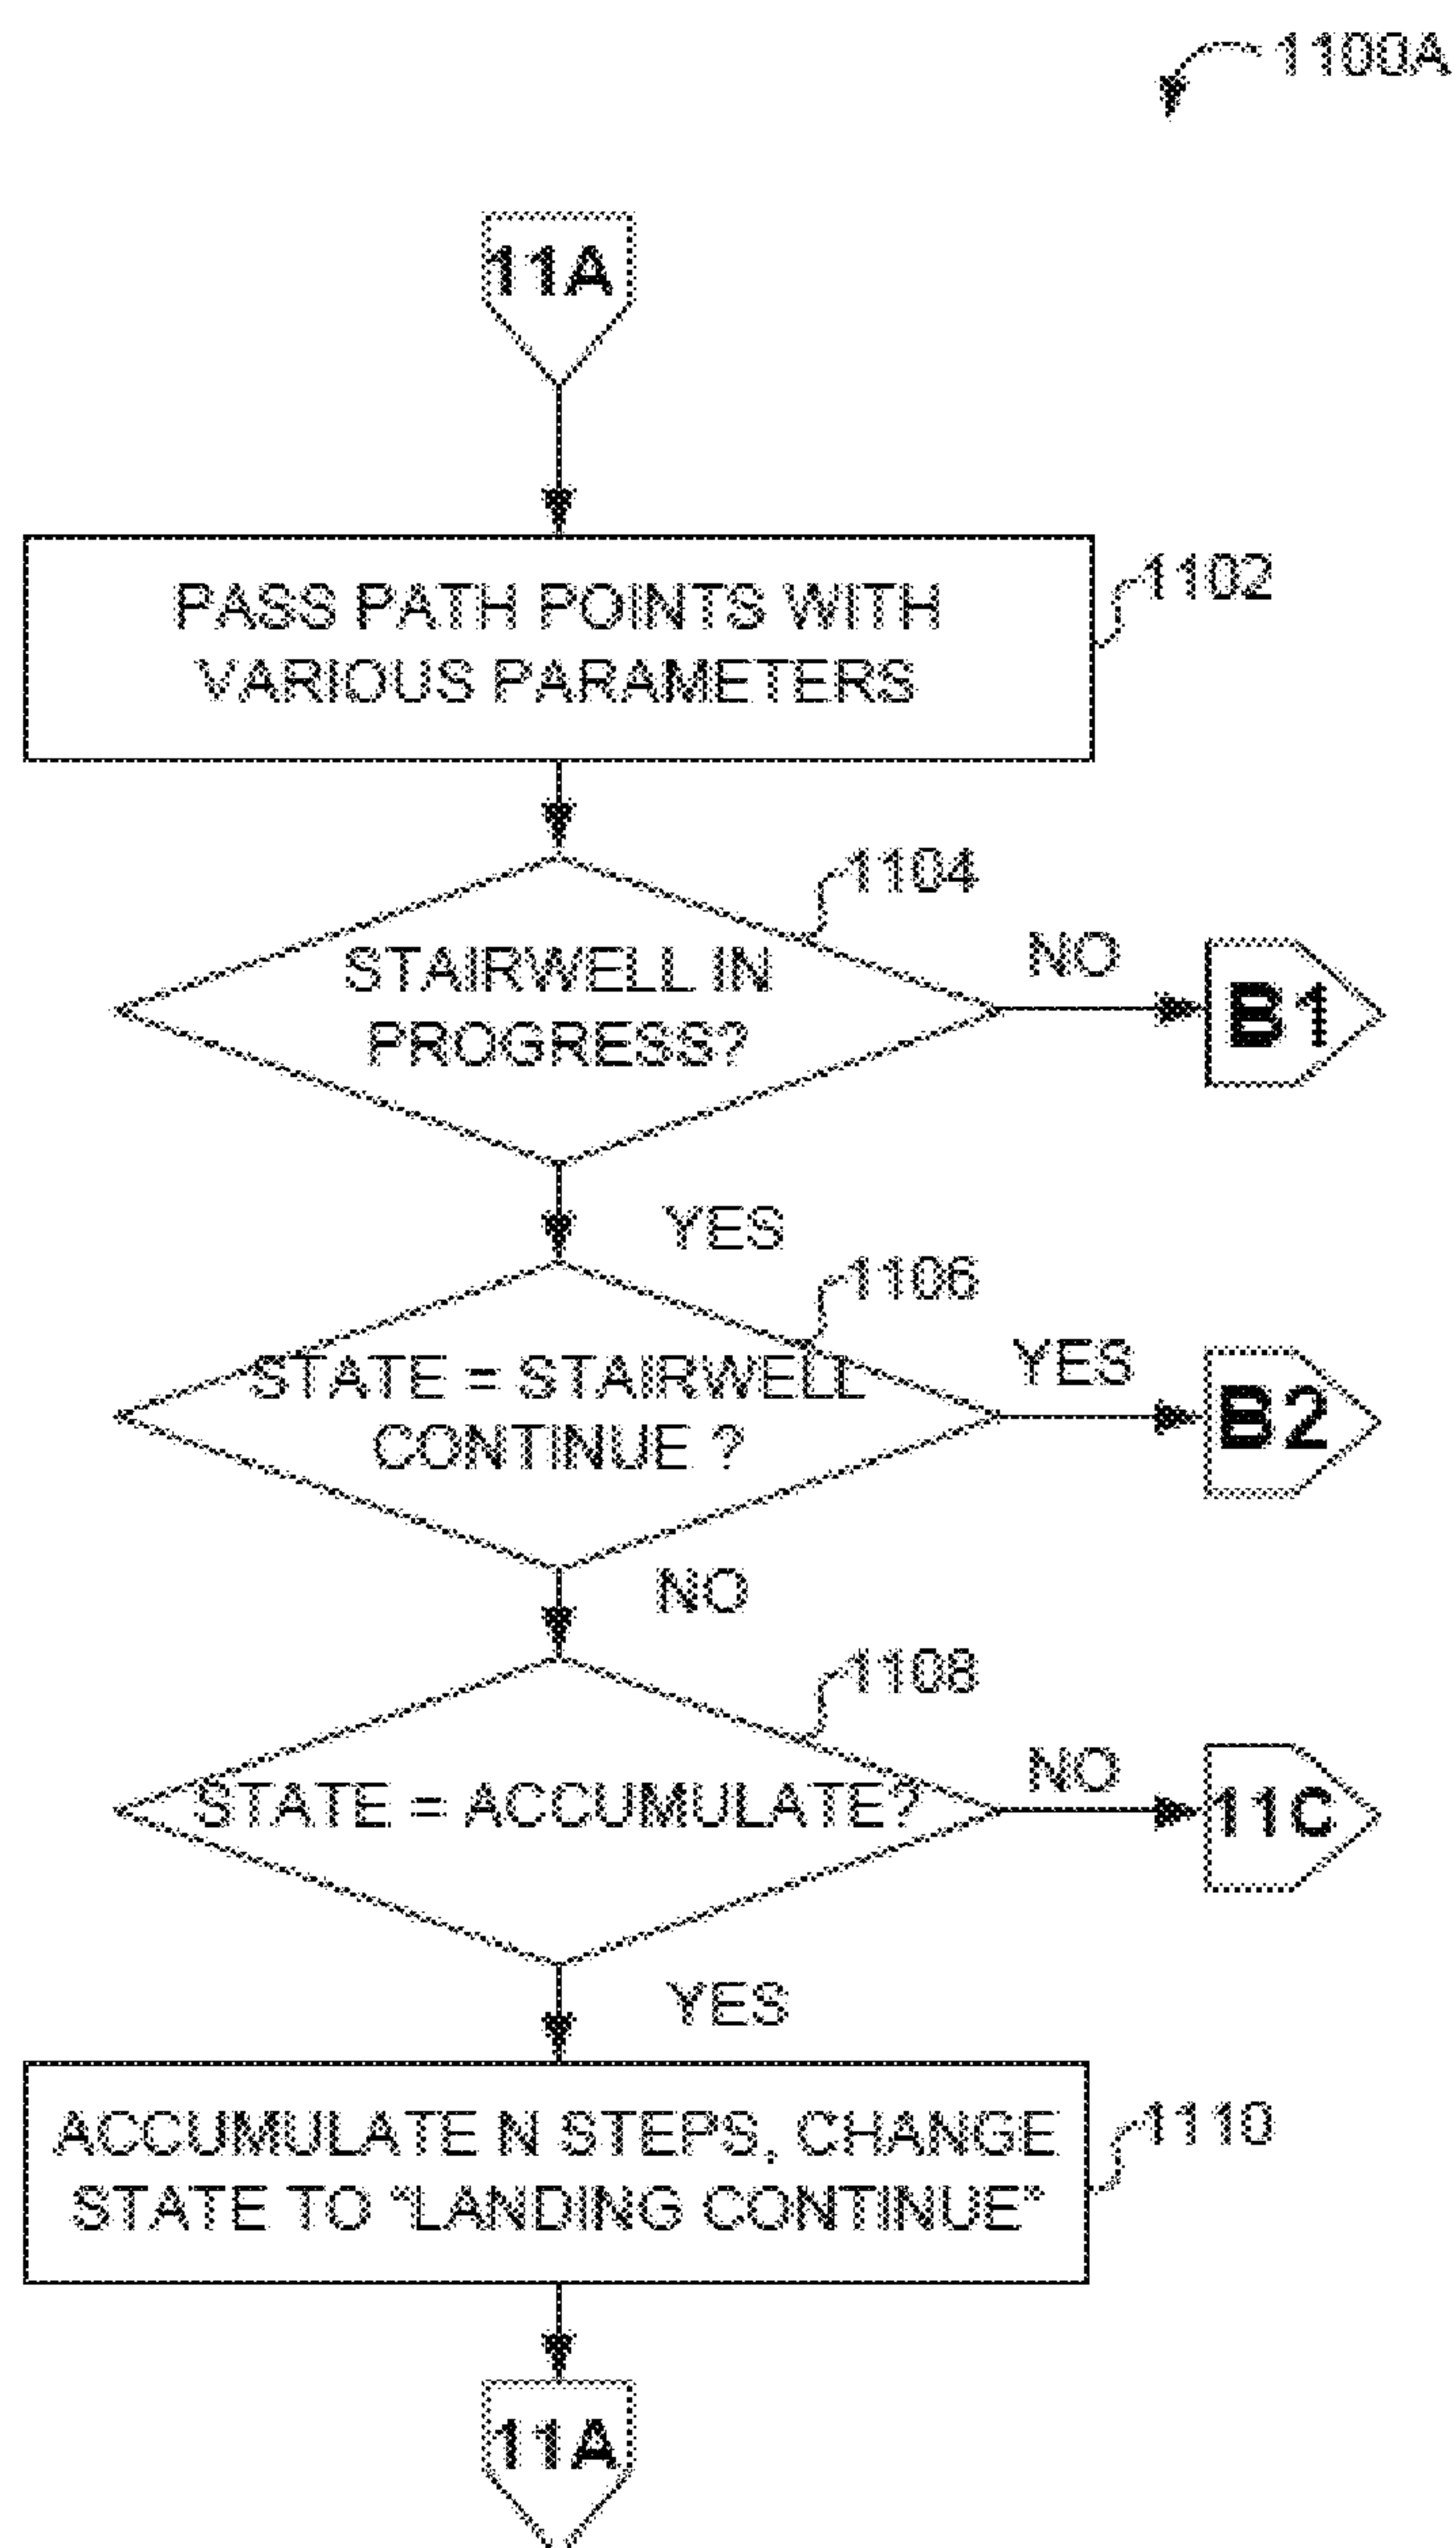 1100A
11A
PASS PATH POINTS WITH
VARIOUS PARAMETERS
1102
1104
STAIRWELL IN
PROGRESS?
NO
B1
YES
1106
STATE = STAIRWELL
CONTINUE ?
YES
B2
NO
1108
STATE = ACCUMULATE?
NO
11C
YES
ACCUMULATE N STEPS, CHANGE
STATE TO “LANDING CONTINUE”
1110
11A